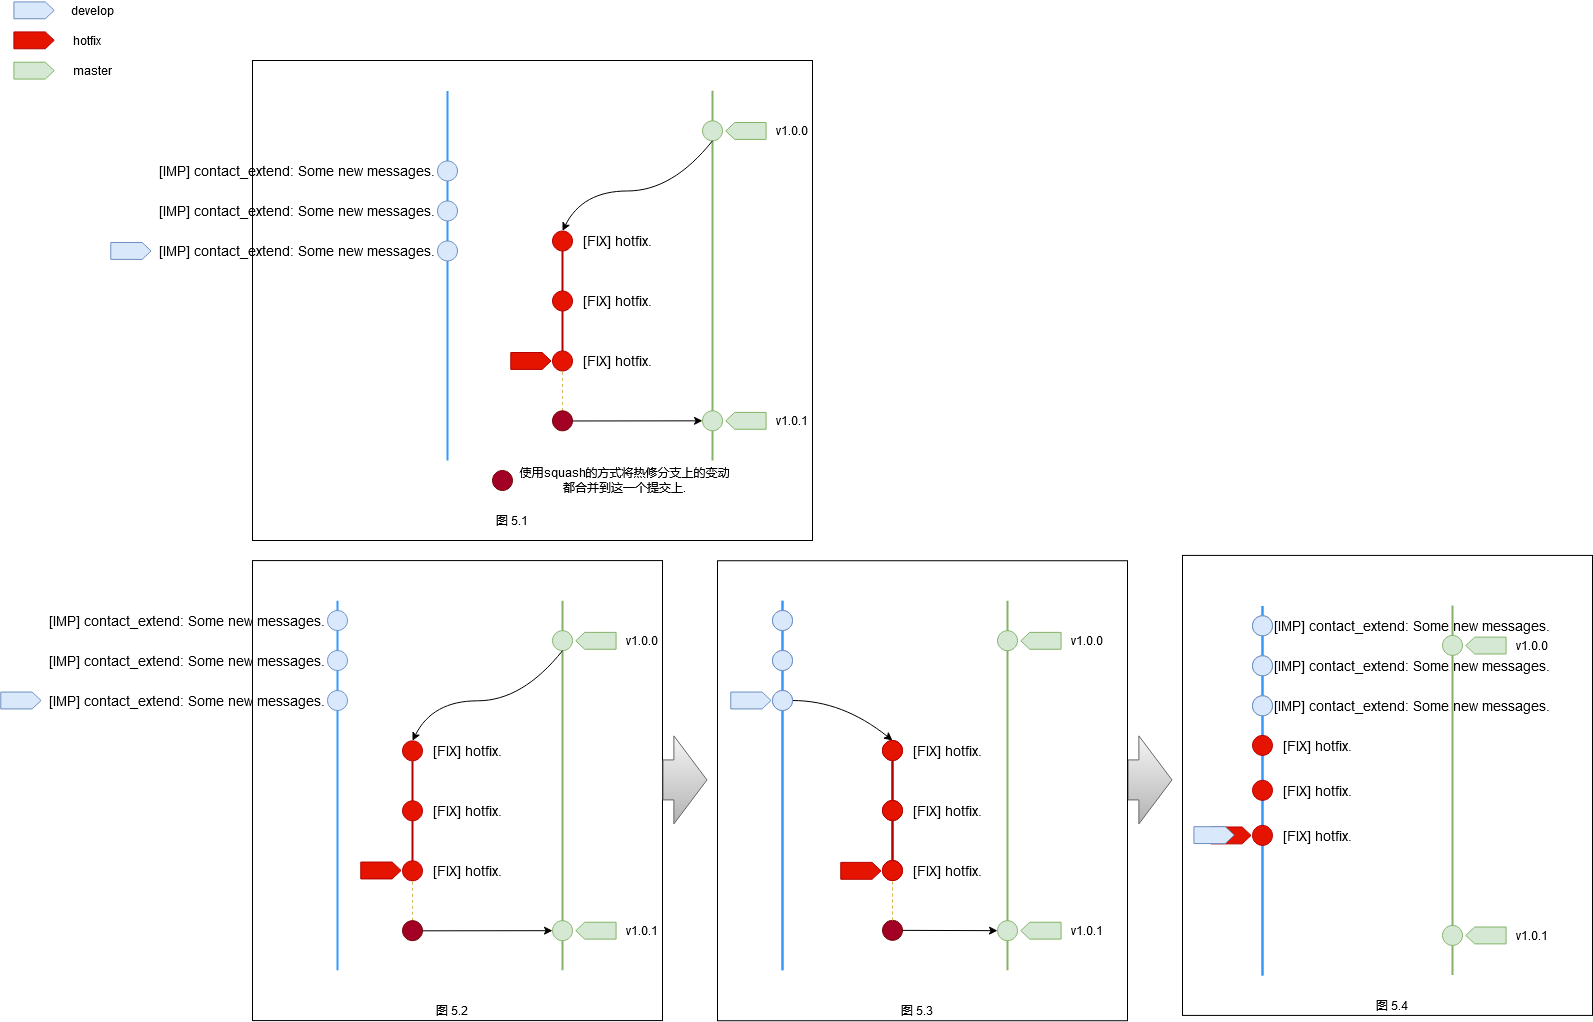 develop
hotfix
master
v1.0.0
[IMP] contact_extend: Some new messages.
[IMP] contact_extend: Some new messages.
[IMP] contact_extend: Some new messages.
[FIX] hotfix.
[FIX] hotfix.
[FIX] hotfix.
v1.0.1
使用squash的方式将热修分支上的变动
都合并到这一个提交上.
图 5.1
[IMP] contact_extend: Some new messages.
v1.0.0
[IMP] contact_extend: Some new messages.
[IMP] contact_extend: Some new messages.
[FIX] hotfix.
[FIX] hotfix.
[FIX] hotfix.
v1.0.1
图 5.2
v1.0.0
[FIX] hotfix.
[FIX] hotfix.
[FIX] hotfix.
v1.0.1
图 5.3
[IMP] contact_extend: Some new messages.
v1.0.0
[IMP] contact_extend: Some new messages.
[IMP] contact_extend: Some new messages.
[FIX] hotfix.
[FIX] hotfix.
[FIX] hotfix.
v1.0.1
图 5.4